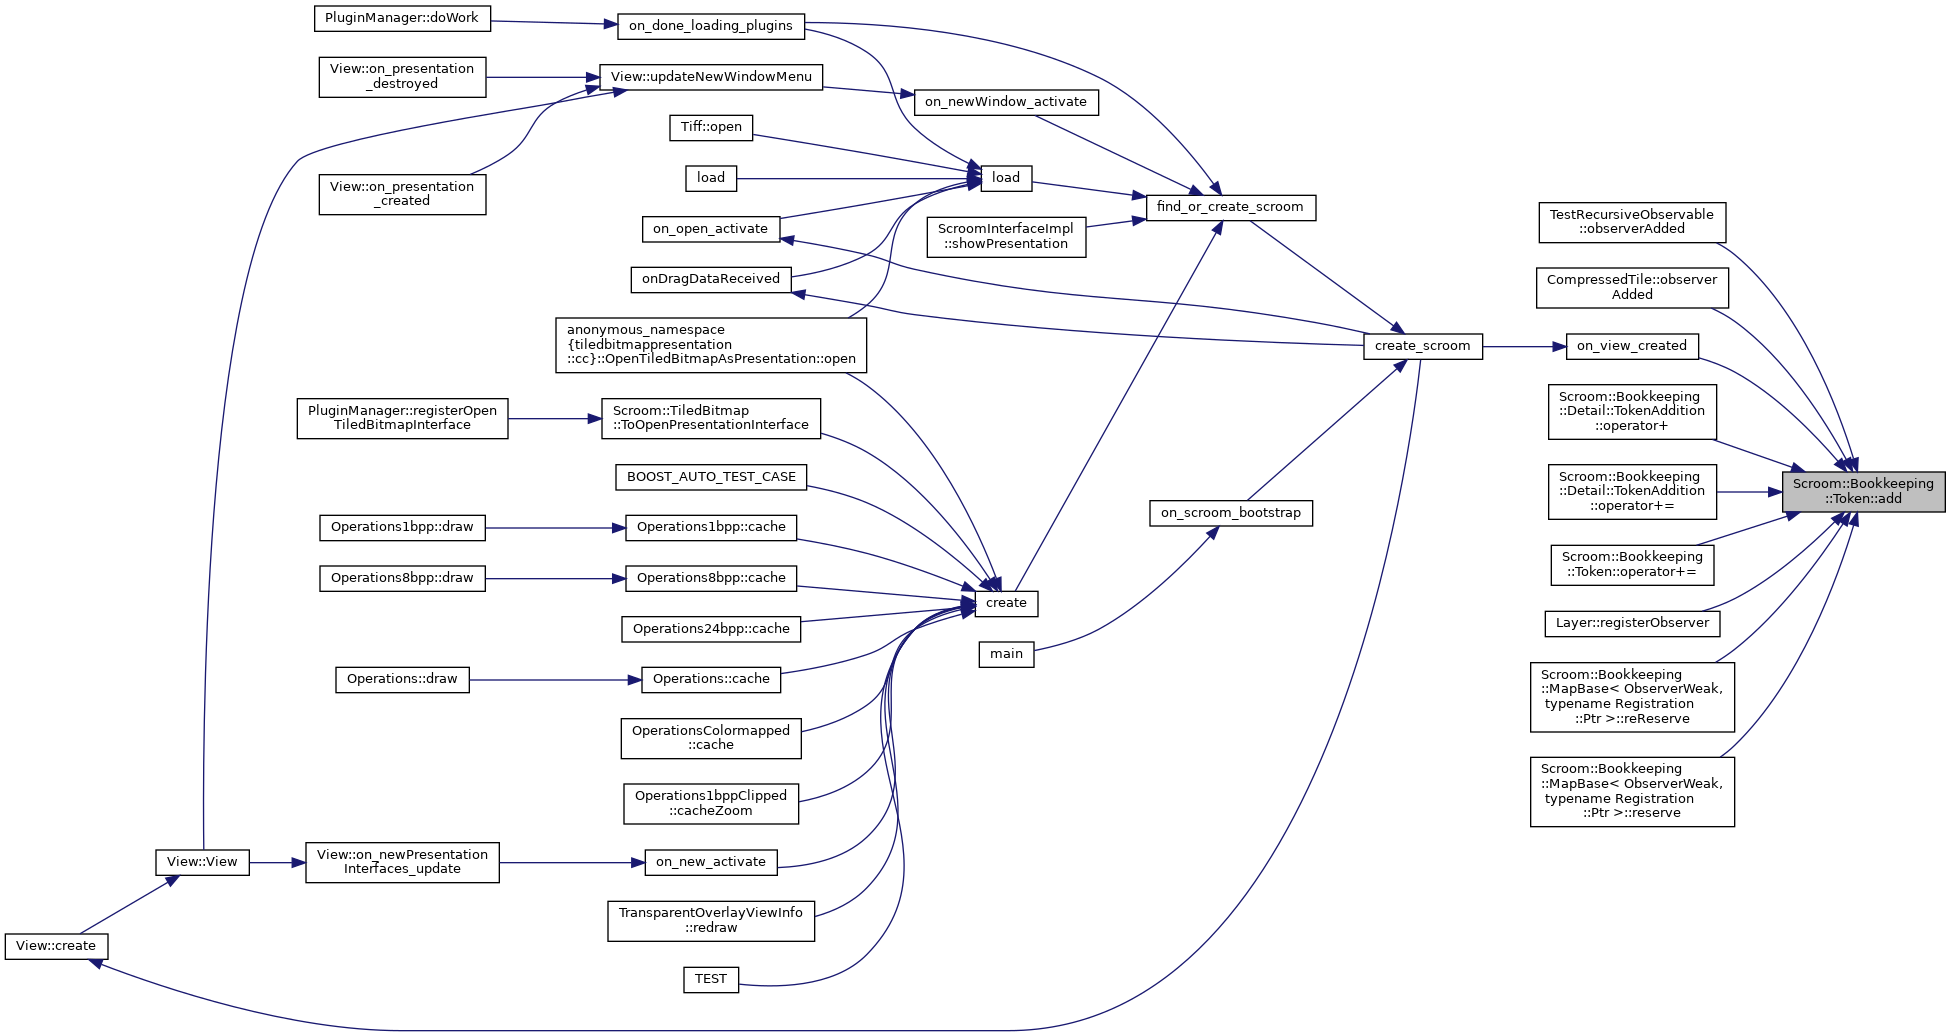 PluginManager::doWork
on_done_loading_plugins
View::on_presentation
_destroyed
View::updateNewWindowMenu
on_newWindow_activate
Tiff::open
View::on_presentation
_created
load
load
find_or_create_scroom
on_open_activate
ScroomInterfaceImpl
::showPresentation
onDragDataReceived
anonymous_namespace
{tiledbitmappresentation
::cc}::OpenTiledBitmapAsPresentation::open
create_scroom
on_view_created
TestRecursiveObservable
::observerAdded
CompressedTile::observer
Added
Scroom::Bookkeeping
::Detail::TokenAddition
::operator+
Scroom::Bookkeeping
::Detail::TokenAddition
::operator+=
Scroom::Bookkeeping
::Token::add
Scroom::Bookkeeping
::Token::operator+=
Layer::registerObserver
Scroom::Bookkeeping
::MapBase< ObserverWeak,
typename Registration
::Ptr >::reReserve
Scroom::Bookkeeping
::MapBase< ObserverWeak,
typename Registration
::Ptr >::reserve
PluginManager::registerOpen
TiledBitmapInterface
Scroom::TiledBitmap
::ToOpenPresentationInterface
BOOST_AUTO_TEST_CASE
on_scroom_bootstrap
Operations1bpp::draw
Operations1bpp::cache
Operations8bpp::draw
Operations8bpp::cache
create
Operations24bpp::cache
main
Operations::draw
Operations::cache
OperationsColormapped
::cache
Operations1bppClipped
::cacheZoom
View::View
View::on_newPresentation
Interfaces_update
on_new_activate
TransparentOverlayViewInfo
::redraw
View::create
TEST